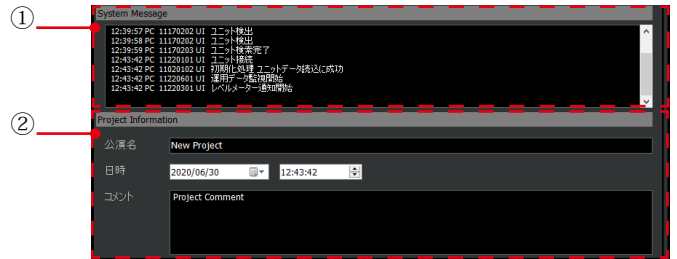 ①
System Message
12:39:57 PC 11170202 UI ユニット検出
12:39:58 PC 11170202 UI ユニット検出
12:39:59 PC 11170203 UI ユニット検索完了
12:43:42 PC 11220101 UI ユニット接続
12:43:42 PC 11020102 UI 初期化処理 ユニットデータ読込に成功
12:43:42 PC 11220601 UI 運用データ監視開始
12:43:42 PC 11220301 UI レベルメーター通知開始
②
Project Information
公演名 New Project
日時 2020/06/30 12:43:42
コメント Project Comment